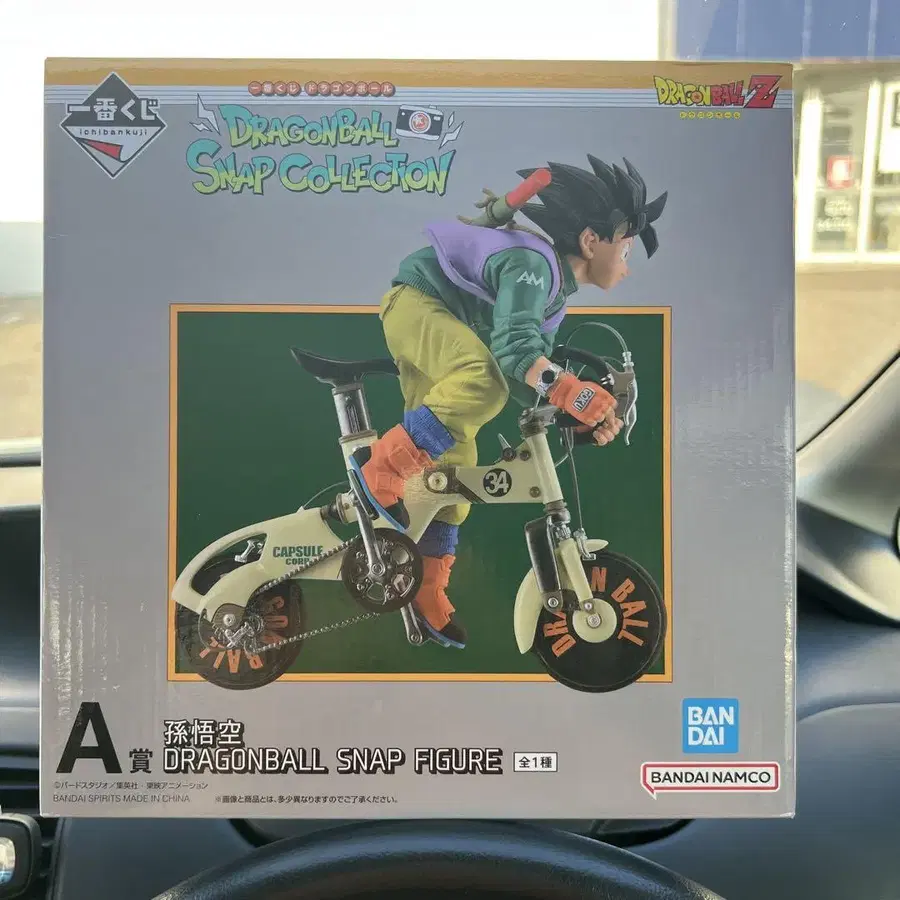 一番くじ ドラゴンボール
一番くじ
ichibankuji
DRAGONBALL
SNAP COLLECTION
DRAGONBALL Z
ドラゴンボール
AM
GOKU
34
CAPSULE
CORP.
DRAGON BALL
BALL
A賞
孫悟空
DRAGONBALL SNAP FIGURE 全1種
BAN
DAI
BANDAI NAMCO
©バードスタジオ/集英社・東映アニメーション
BANDAI SPIRITS MADE IN CHINA
※画像と商品とは、多少異なりますのでご了承ください。